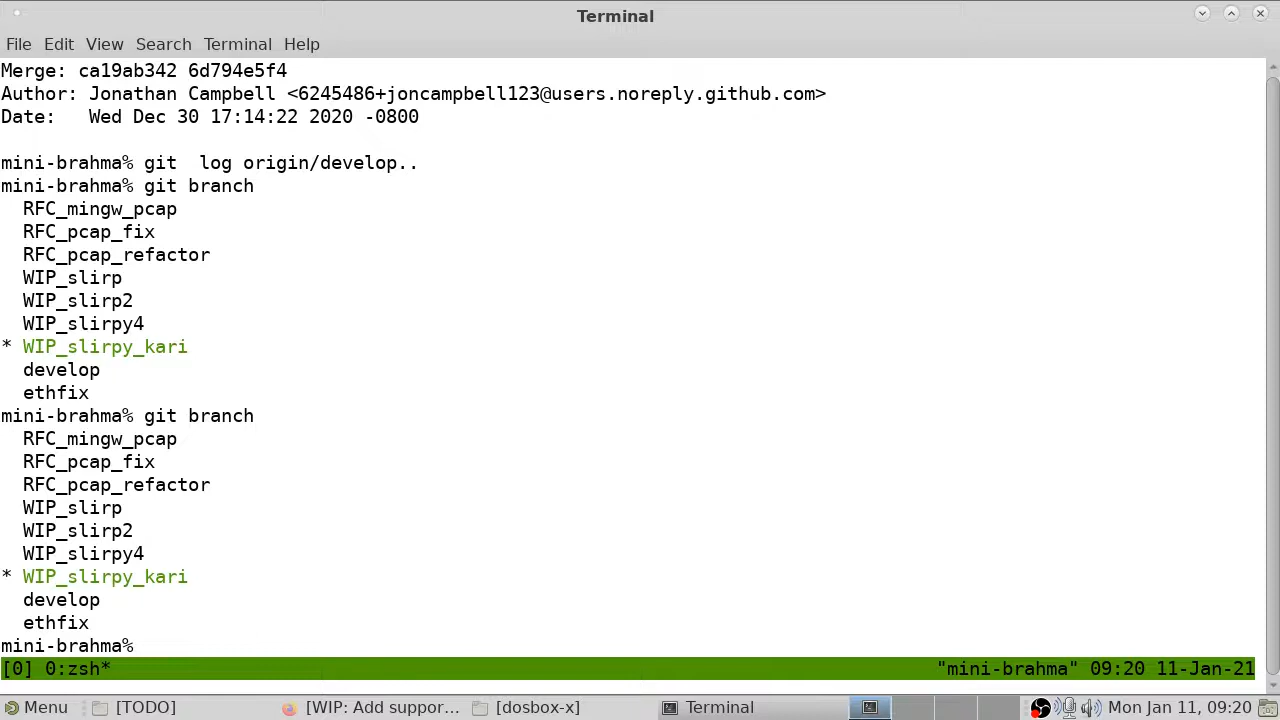 Terminal
File Edit View Search Terminal Help
Merge: ca19ab342 6d794e5f4
Author: Jonathan Campbell <6245486+joncampbell123@users.noreply.github.com>
Date:   Wed Dec 30 17:14:22 2020 -0800
mini-brahma% git  log origin/develop..
mini-brahma% git branch
  RFC_mingw_pcap
  RFC_pcap_fix
  RFC_pcap_refactor
  WIP_slirp
  WIP_slirp2
  WIP_slirpy4
* WIP_slirpy_kari
  develop
  ethfix
mini-brahma% git branch
  RFC_mingw_pcap
  RFC_pcap_fix
  RFC_pcap_refactor
  WIP_slirp
  WIP_slirp2
  WIP_slirpy4
* WIP_slirpy_kari
  develop
  ethfix
mini-brahma%
[0] 0:zsh* "mini-brahma" 09:20 11-Jan-21
Menu [TODO] [WIP: Add suppor... [dosbox-x] Terminal Mon Jan 11, 09:20